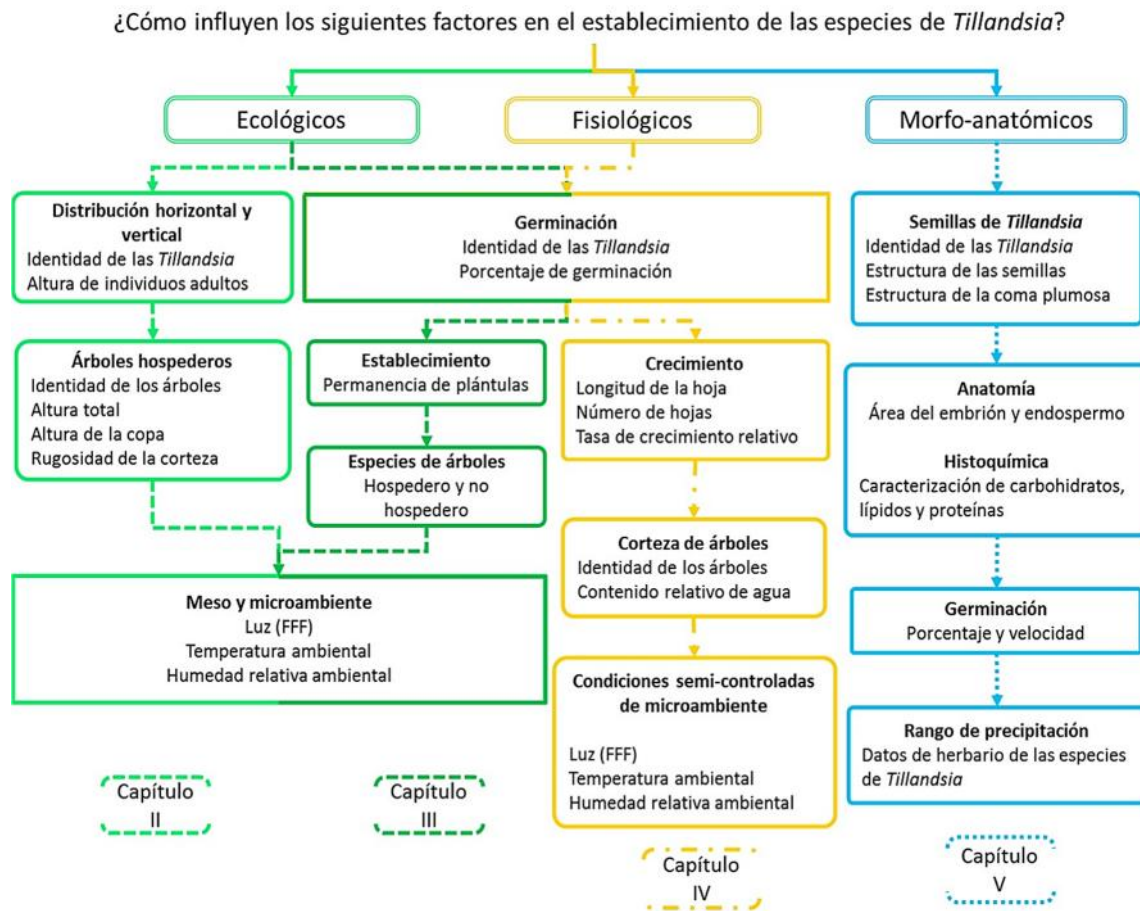 ¿Cómo influyen los siguientes factores en el establecimiento de las especies de Tillandsia?
Ecológicos
Fisiológicos
Morfo-anatómicos
Distribución horizontal y
vertical
Identidad de las Tillandsia
Altura de individuos adultos
Germinación
Identidad de las Tillandsia
Porcentaje de germinación
Semillas de Tillandsia
Identidad de las Tillandsia
Estructura de las semillas
Estructura de la coma plumosa
Árboles hospederos
Identidad de los árboles
Altura total
Altura de la copa
Rugosidad de la corteza
Establecimiento
Permanencia de plántulas
Crecimiento
Longitud de la hoja
Número de hojas
Tasa de crecimiento relativo
Anatomía
Área del embrión y endospermo
Histoquímica
Caracterización de carbohidratos,
lípidos y proteínas
Especies de árboles
Hospedero y no
hospedero
Corteza de árboles
Identidad de los árboles
Contenido relativo de agua
Meso y microambiente
Luz (FFF)
Temperatura ambiental
Humedad relativa ambiental
Germinación
Porcentaje y velocidad
Condiciones semi-controladas
de microambiente
Luz (FFF)
Temperatura ambiental
Humedad relativa ambiental
Rango de precipitación
Datos de herbario de las especies
de Tillandsia
Capítulo
II
Capítulo
III
Capítulo
IV
Capítulo
V